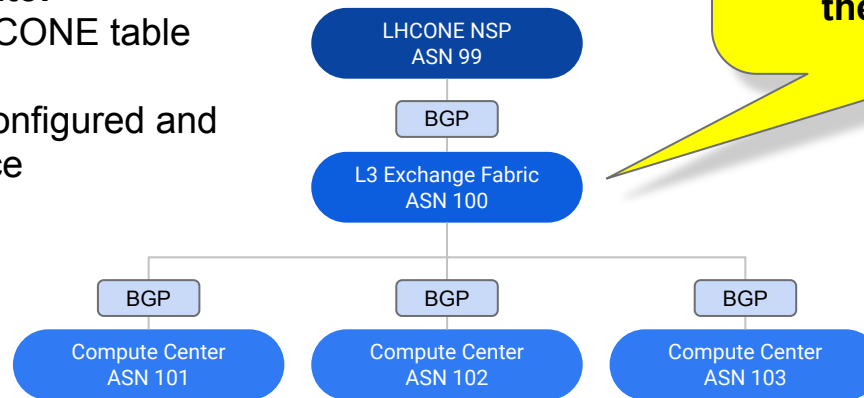 CONE table
onfigured and
the
LHCONE NSP
ASN 99
BGP
L3 Exchange Fabric
ASN 100
BGP
BGP
BGP
Compute Center
ASN 101
Compute Center
ASN 102
Compute Center
ASN 103